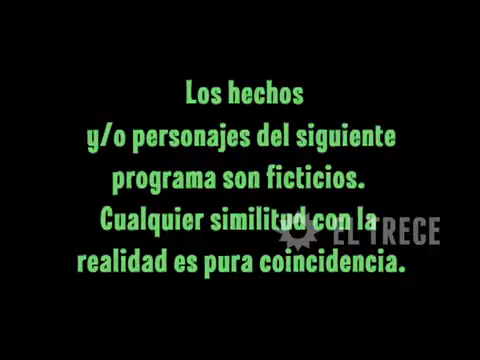 Los hechos
y/o personajes del siguiente
programa son ficticios.
Cualquier similitud con la
realidad es pura coincidencia.
EL TRECE